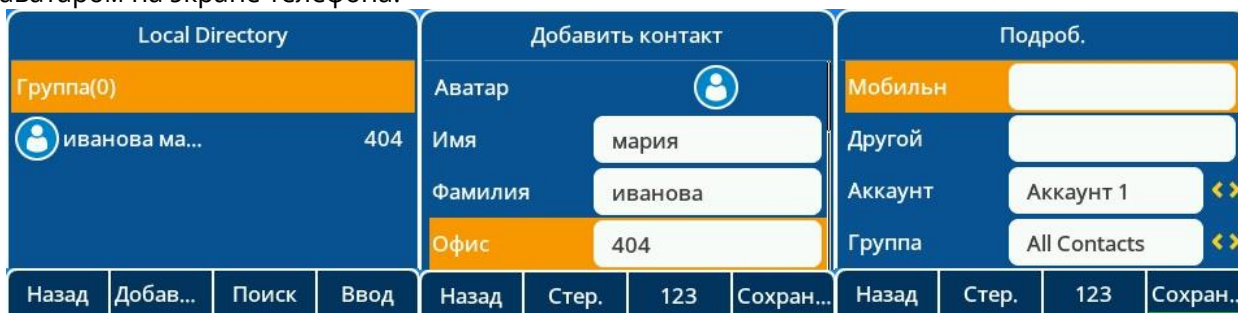 аватаром на экране телефона.
Local Directory
Группа(0)
иванова ма... 404
Назад Добав... Поиск Ввод
Добавить контакт
Аватар
Имя мария
Фамилия иванова
Офис 404
Назад Стер. 123 Сохран...
Подроб.
Мобильн
Другой
Аккаунт Аккаунт 1
Группа All Contacts
Назад Стер. 123 Сохран..